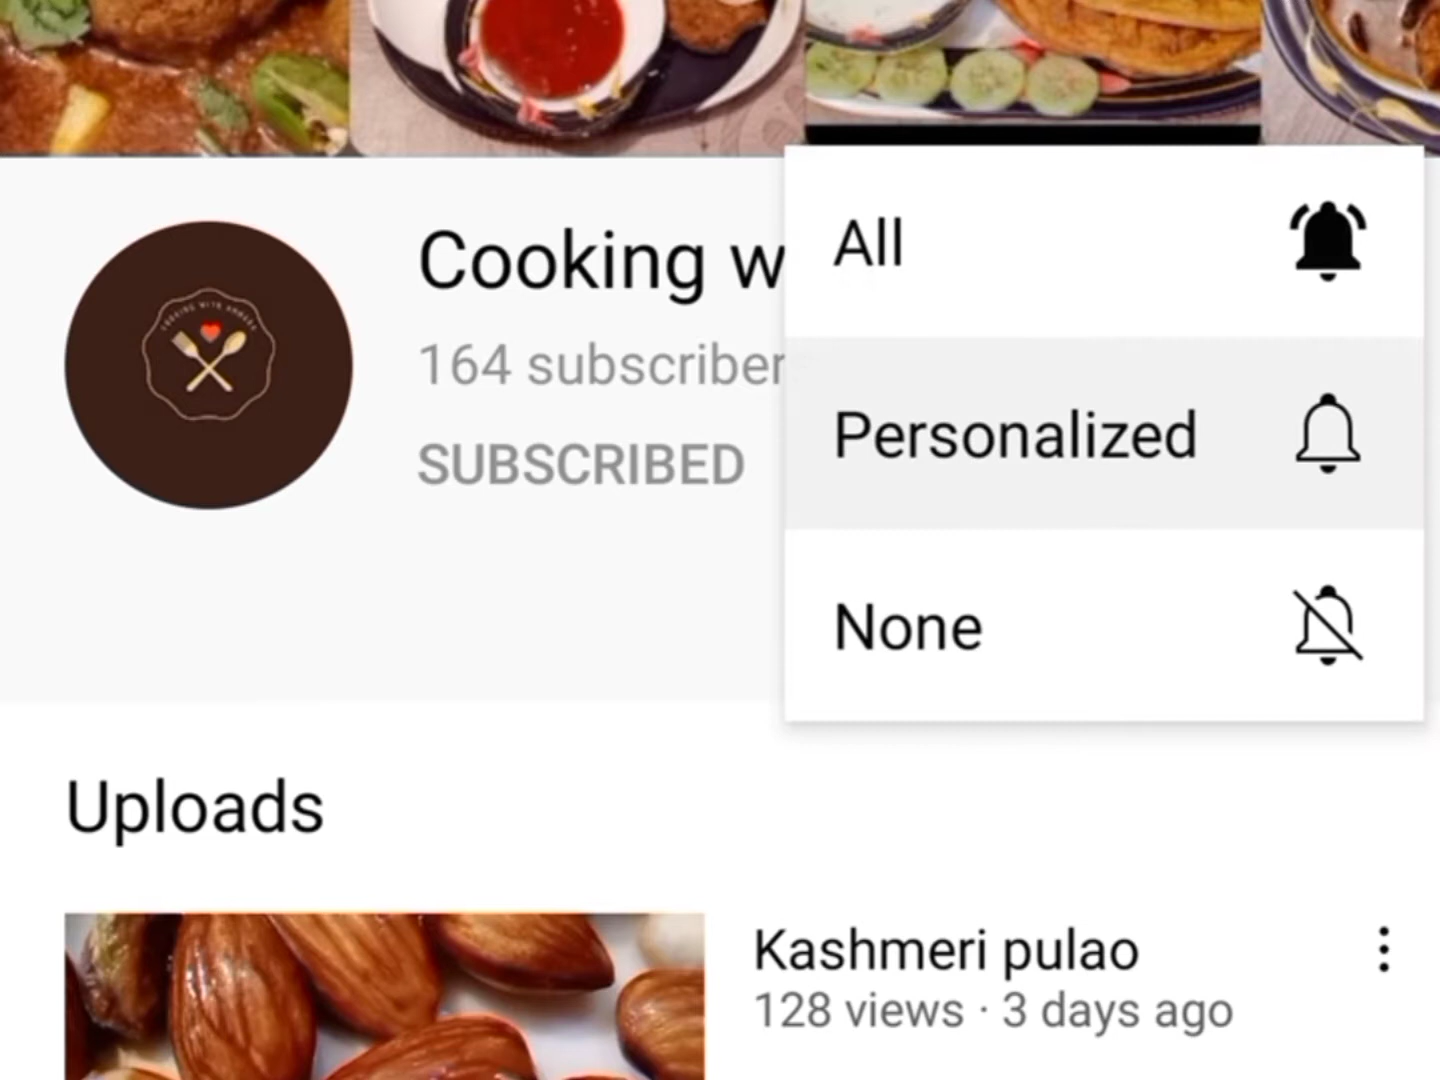 Cooking w
164 subscriber
SUBSCRIBED
All
Personalized
None
Uploads
Kashmeri pulao
128 views · 3 days ago